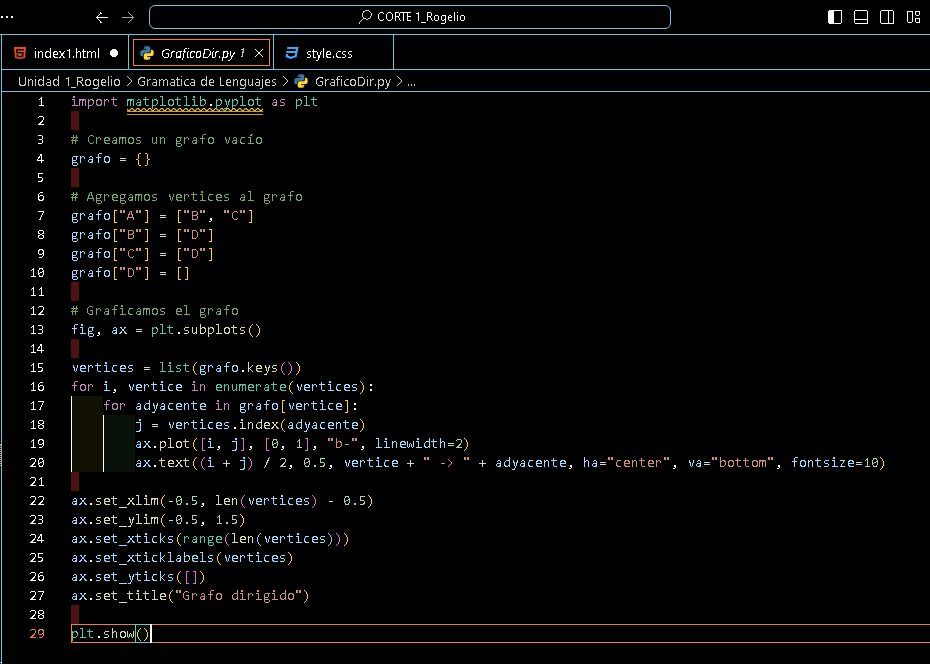 CORTE 1_Rogelio
index1.html GraficoDir.py 1 style.css
Unidad 1_Rogelio > Gramatica de Lenguajes > GraficoDir.py > ...
1 import matplotlib.pyplot as plt
2
3 # Creamos un grafo vacío
4 grafo = {}
5
6 # Agregamos vertices al grafo
7 grafo["A"] = ["B", "C"]
8 grafo["B"] = ["D"]
9 grafo["C"] = ["D"]
10 grafo["D"] = []
11
12 # Graficamos el grafo
13 fig, ax = plt.subplots()
14
15 vertices = list(grafo.keys())
16 for i, vertice in enumerate(vertices):
17     for adyacente in grafo[vertice]:
18         j = vertices.index(adyacente)
19         ax.plot([i, j], [0, 1], "b-", linewidth=2)
20         ax.text((i + j) / 2, 0.5, vertice + " -> " + adyacente, ha="center", va="bottom", fontsize=10)
21
22 ax.set_xlim(-0.5, len(vertices) - 0.5)
23 ax.set_ylim(-0.5, 1.5)
24 ax.set_xticks(range(len(vertices)))
25 ax.set_xticklabels(vertices)
26 ax.set_yticks([])
27 ax.set_title("Grafo dirigido")
28
29 plt.show()